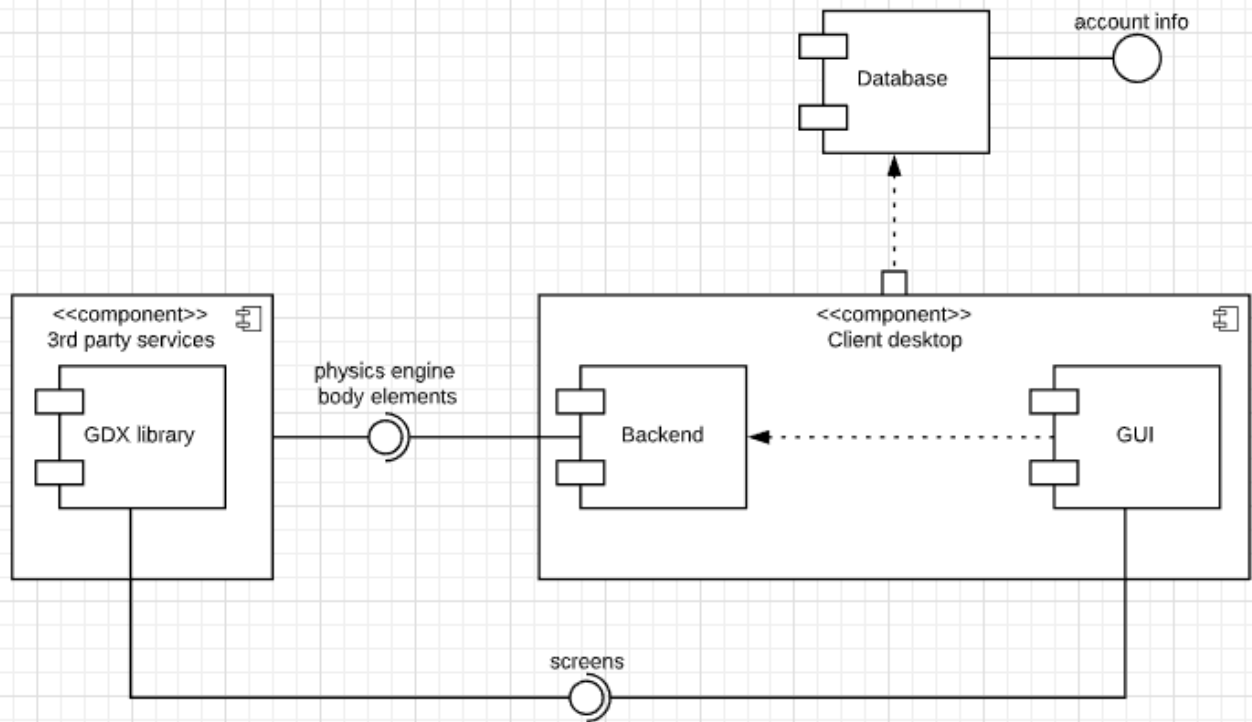 account info
Database
<<component>>
3rd party services
GDX library
physics engine
body elements
<<component>>
Client desktop
Backend
GUI
screens